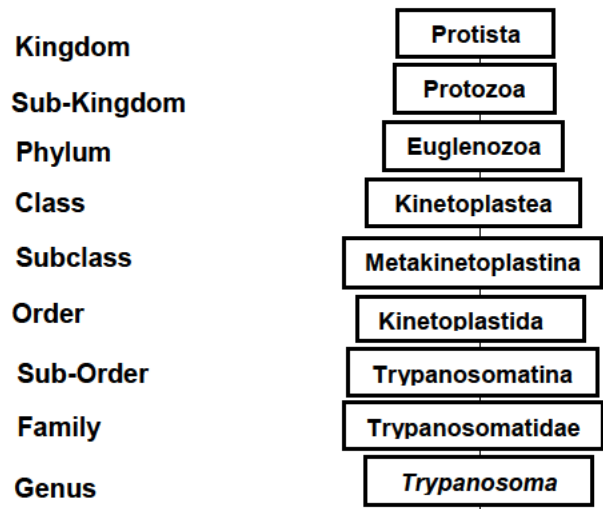 Kingdom Protista
Sub-Kingdom Protozoa
Phylum Euglenozoa
Class Kinetoplastea
Subclass Metakinetoplastina
Order Kinetoplastida
Sub-Order Trypanosomatina
Family Trypanosomatidae
Genus Trypanosoma